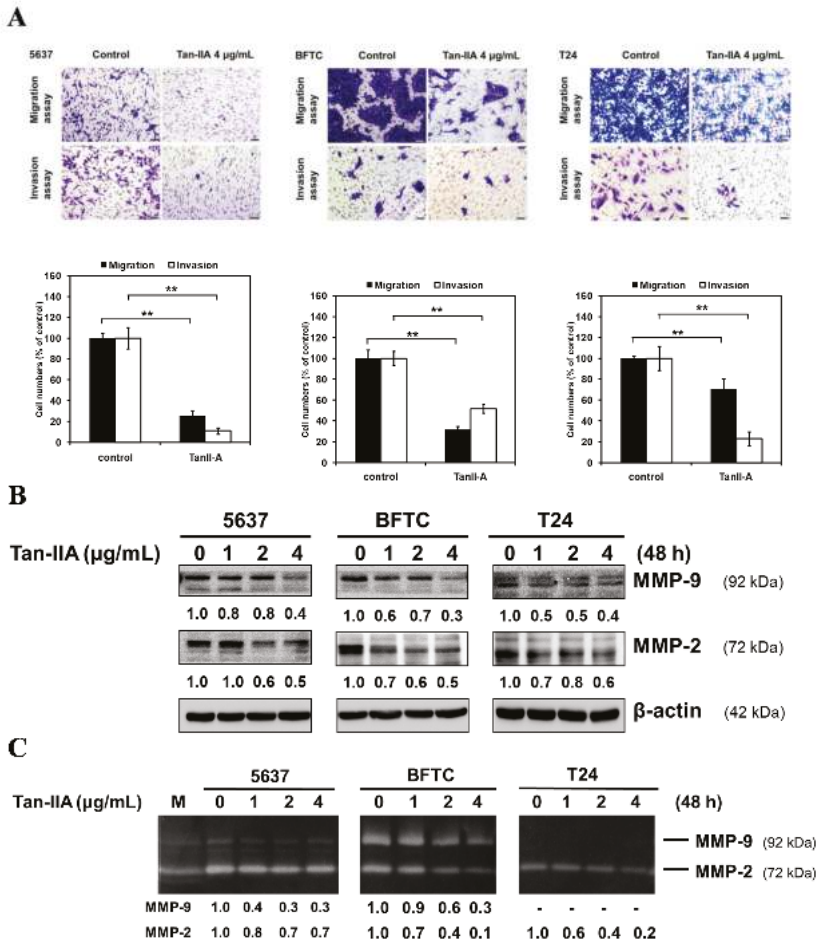 A
5637 Control Tan-IIA 4 µg/mL
BFTC Control Tan-IIA 4 µg/mL
T24 Control Tan-IIA 4 µg/mL
Migration assay
Migration assay
Migration assay
Invasion assay
Invasion assay
Invasion assay
Migration Invasion
Cell numbers (% of control)
160
140
120
100
80
60
40
20
0
**
**
control TanII-A
Migration Invasion
Cell numbers (% of control)
160
140
120
100
80
60
40
20
0
**
**
control TanII-A
Migration Invasion
Cell numbers (% of control)
160
140
120
100
80
60
40
20
0
**
**
control TanII-A
B
5637 BFTC T24
Tan-IIA (µg/mL) 0 1 2 4 0 1 2 4 0 1 2 4 (48 h)
MMP-9 (92 kDa)
1.0 0.8 0.8 0.4 1.0 0.6 0.7 0.3 1.0 0.5 0.5 0.4
MMP-2 (72 kDa)
1.0 1.0 0.6 0.5 1.0 0.7 0.6 0.5 1.0 0.7 0.8 0.6
β-actin (42 kDa)
C
5637 BFTC T24
Tan-IIA (µg/mL) M 0 1 2 4 0 1 2 4 0 1 2 4 (48 h)
MMP-9 (92 kDa)
MMP-2 (72 kDa)
MMP-9 1.0 0.4 0.3 0.3 1.0 0.9 0.6 0.3 - - - -
MMP-2 1.0 0.8 0.7 0.7 1.0 0.7 0.4 0.1 1.0 0.6 0.4 0.2